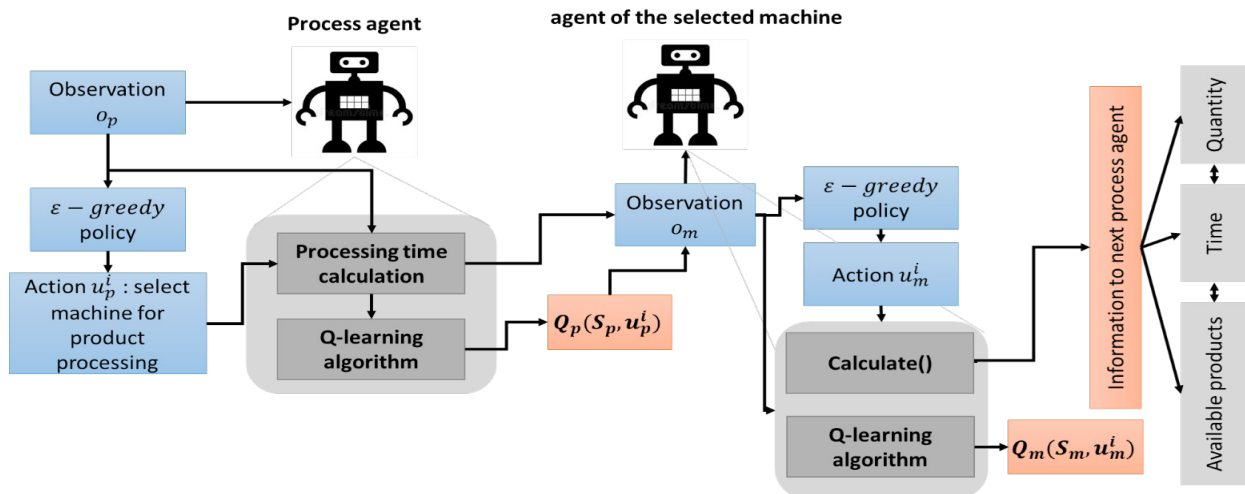 Process agent
agent of the selected machine
Observation
$o_p$
ε − greedy
policy
Action $u_p^i$ : select
machine for
product
processing
Processing time
calculation
Q-learning
algorithm
$Q_p(S_p, u_p^i)$
Observation
$o_m$
ε − greedy
policy
Action $u_m^i$
Calculate()
Q-learning
algorithm
$Q_m(S_m, u_m^i)$
Information to next process agent
Quantity
Time
Available products